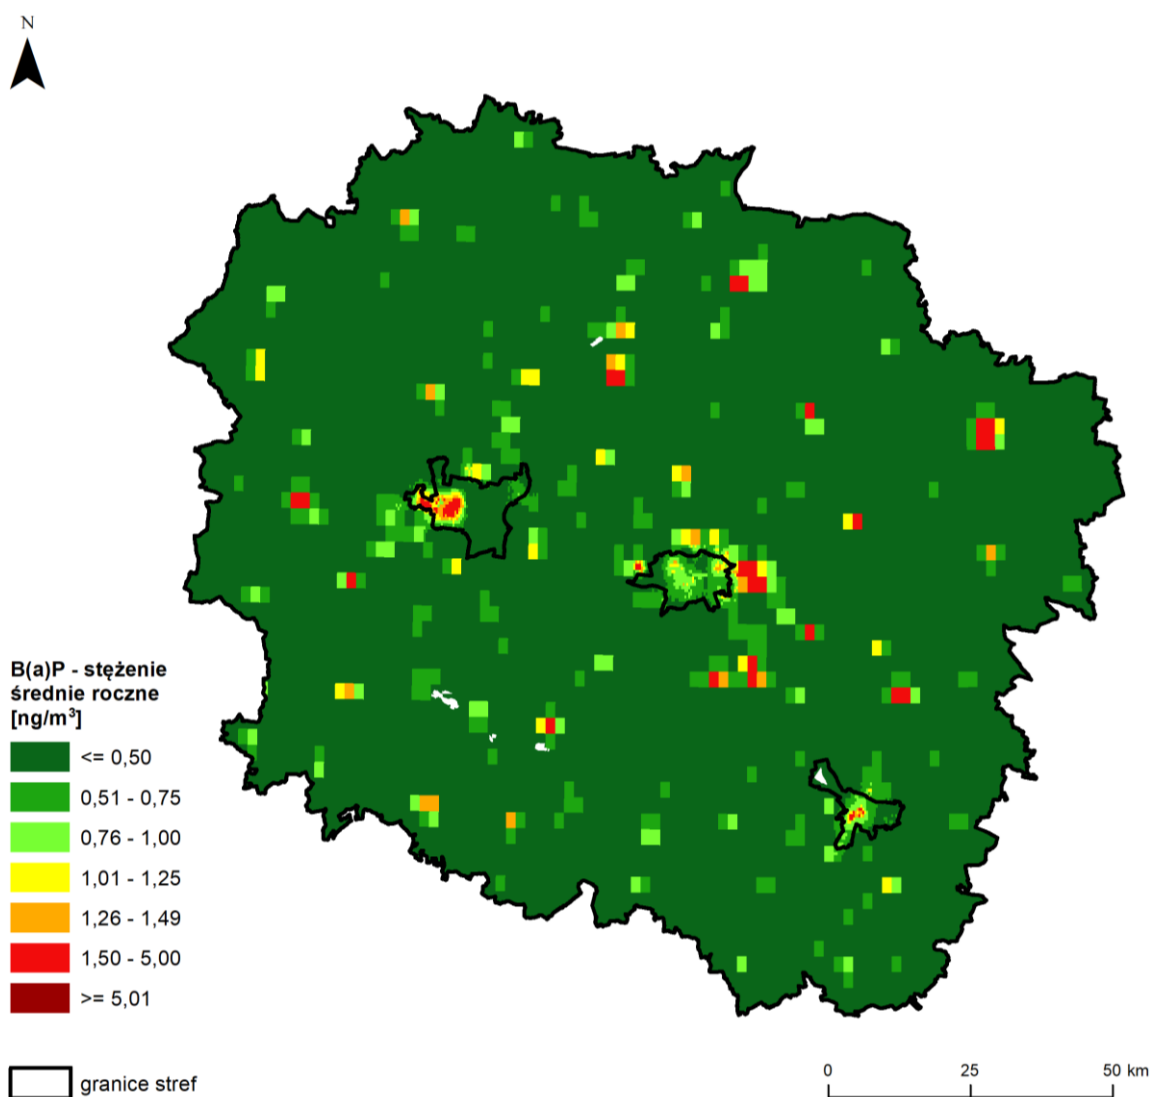 N
B(a)P - stężenie
średnie roczne
[ng/m³]
<= 0,50
0,51 - 0,75
0,76 - 1,00
1,01 - 1,25
1,26 - 1,49
1,50 - 5,00
>= 5,01
granice stref
0 25 50 km